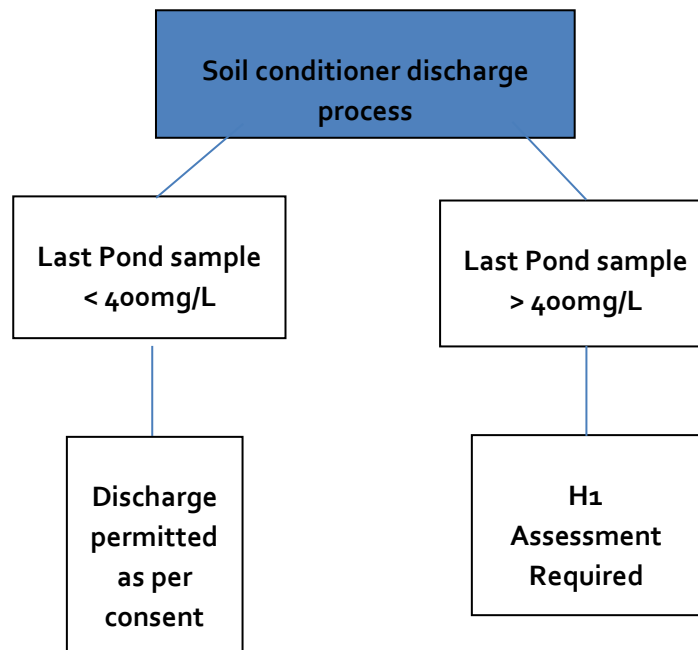 Soil conditioner discharge
process
Last Pond sample
< 400mg/L
Last Pond sample
> 400mg/L
Discharge
permitted
as per
consent
H1
Assessment
Required